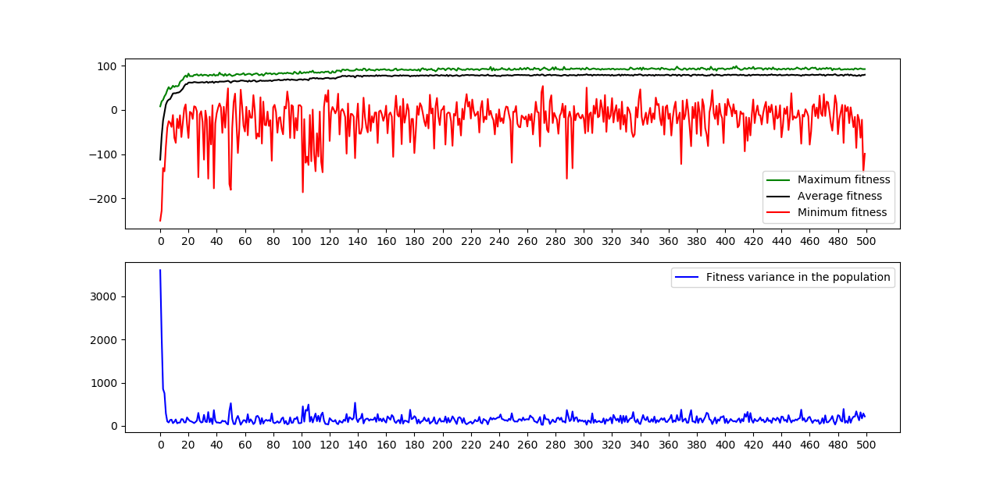 100
0
−100
−200
Maximum fitness
Average fitness
Minimum fitness
0 20 40 60 80 100 120 140 160 180 200 220 240 260 280 300 320 340 360 380 400 420 440 460 480 500
Fitness variance in the population
3000
2000
1000
0
0 20 40 60 80 100 120 140 160 180 200 220 240 260 280 300 320 340 360 380 400 420 440 460 480 500